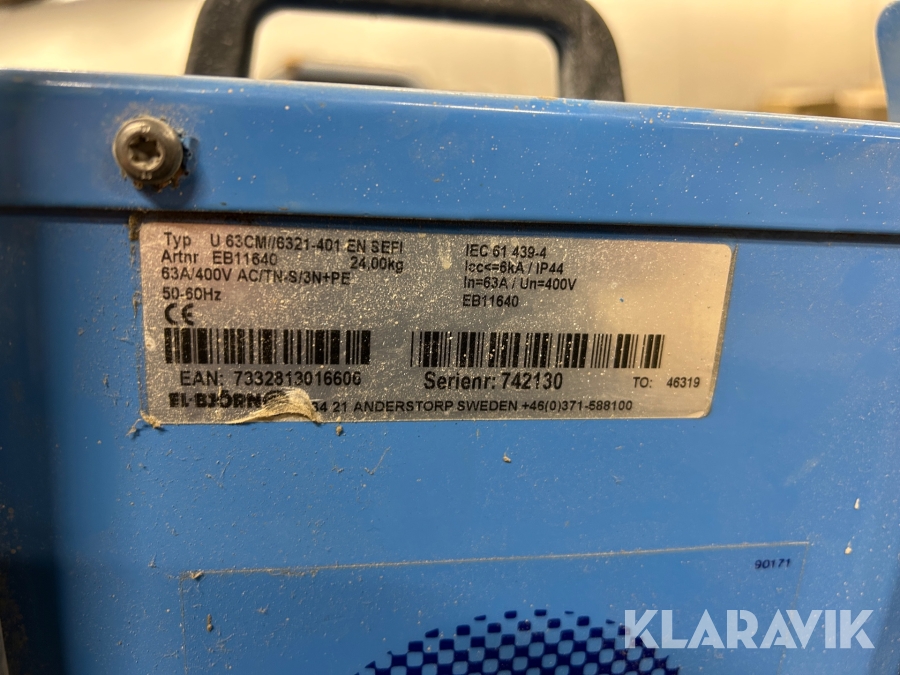 Typ U 63CM//6321-401 EN SEFI
Artnr EB11640 24,00kg
63A/400V AC/TN-S/3N+PE
50-60Hz
CE
IEC 61 439-4
Icc<=6kA / IP44
In=63A / Un=400V
EB11640
EAN: 7332813016606
Serienr: 742130
TO: 46319
El-BJÖRN 34 21 ANDERSTORP SWEDEN +46(0)371-588100
90171
KLARAVIK